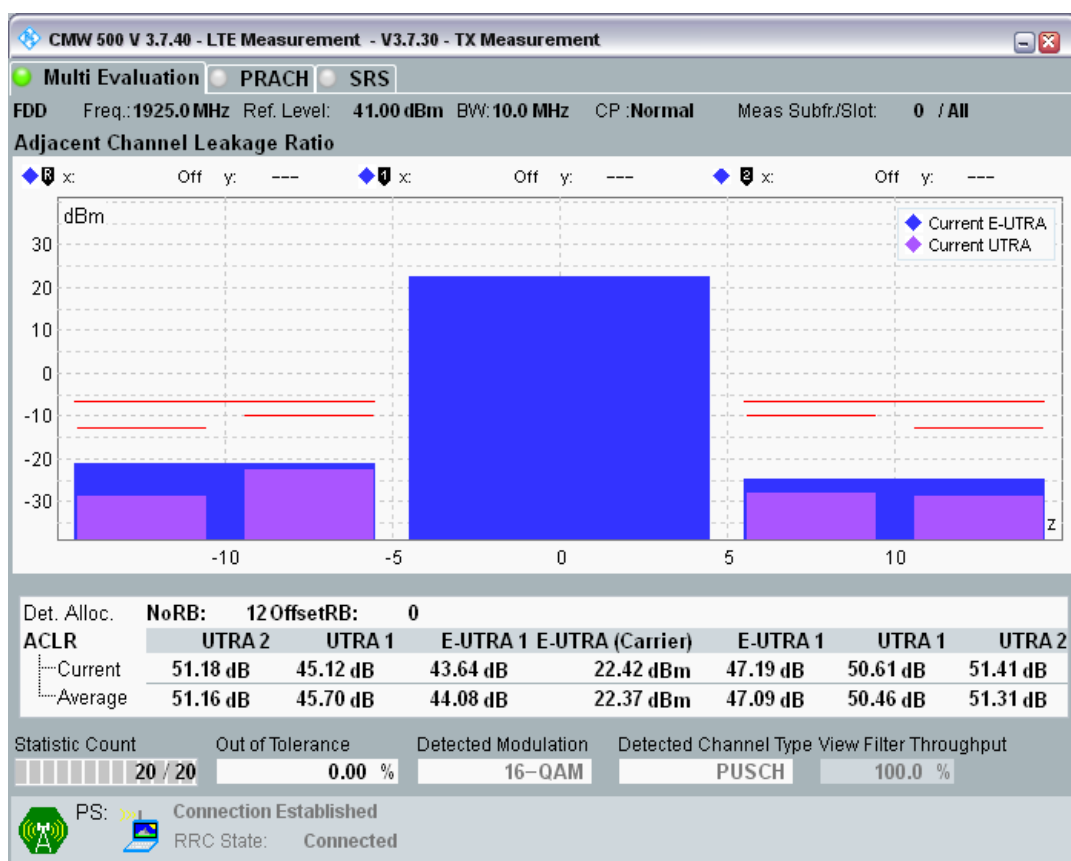 CMW 500 V 3.7.40 - LTE Measurement - V3.7.30 - TX Measurement
Multi Evaluation PRACH SRS
FDD Freq.: 1925.0 MHz Ref. Level: 41.00 dBm BW: 10.0 MHz CP : Normal Meas Subfr./Slot: 0 / All
Adjacent Channel Leakage Ratio
R x: Off y: --- 1 x: Off y: --- 2 x: Off y: ---
dBm
Current E-UTRA
Current UTRA
30
20
10
0
-10
-20
-30
z
-10 -5 0 5 10
Det. Alloc. NoRB: 12 OffsetRB: 0
ACLR UTRA 2 UTRA 1 E-UTRA 1 E-UTRA (Carrier) E-UTRA 1 UTRA 1 UTRA 2
Current 51.18 dB 45.12 dB 43.64 dB 22.42 dBm 47.19 dB 50.61 dB 51.41 dB
Average 51.16 dB 45.70 dB 44.08 dB 22.37 dBm 47.09 dB 50.46 dB 51.31 dB
Statistic Count Out of Tolerance Detected Modulation Detected Channel Type View Filter Throughput
20 / 20 0.00 % 16-QAM PUSCH 100.0 %
PS: Connection Established
RRC State: Connected